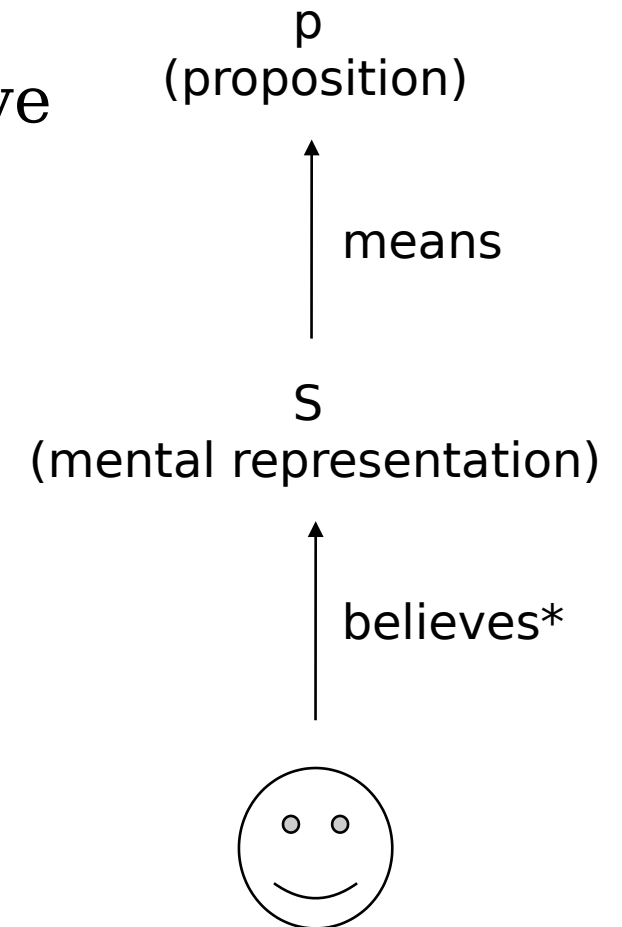 p
(proposition)
means
S
(mental representation)
believes*